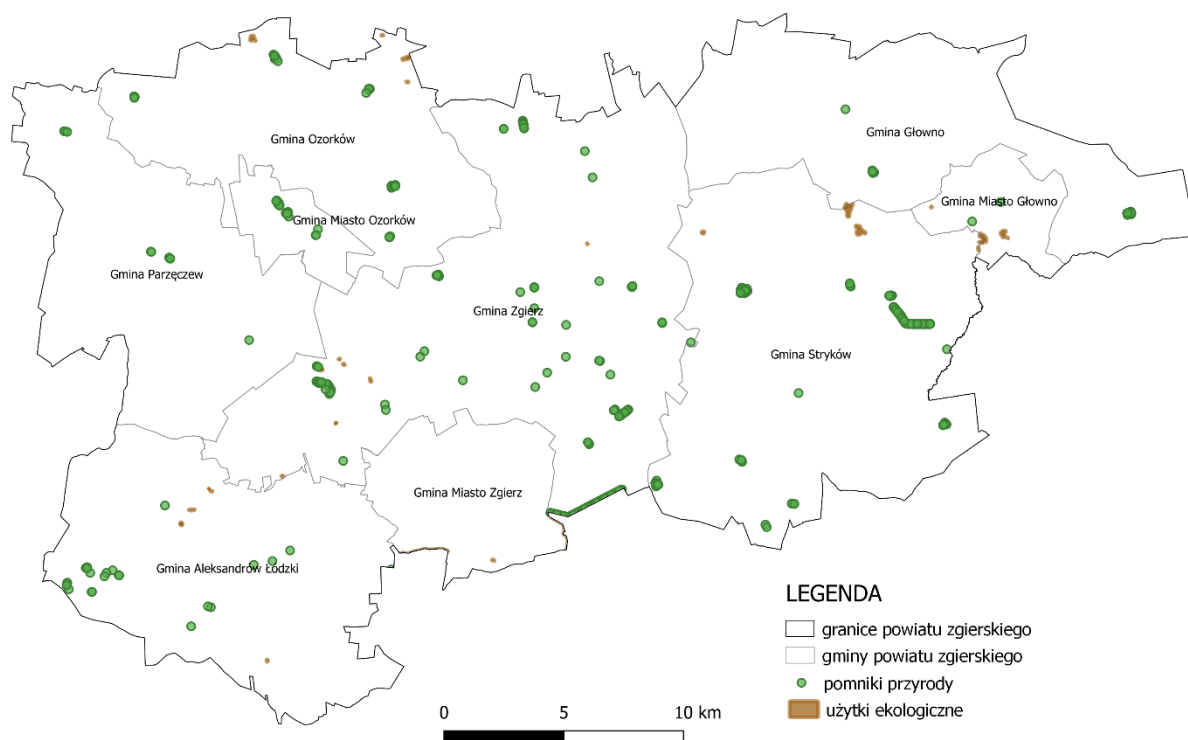 Gmina Ozorków
Gmina Głowno
Gmina Miasto Głowno
Gmina Miasto Ozorków
Gmina Parzęczew
Gmina Zgierz
Gmina Stryków
Gmina Miasto Zgierz
Gmina Aleksandrów Łódzki
LEGENDA
granice powiatu zgierskiego
gminy powiatu zgierskiego
pomniki przyrody
użytki ekologiczne
0 5 10 km